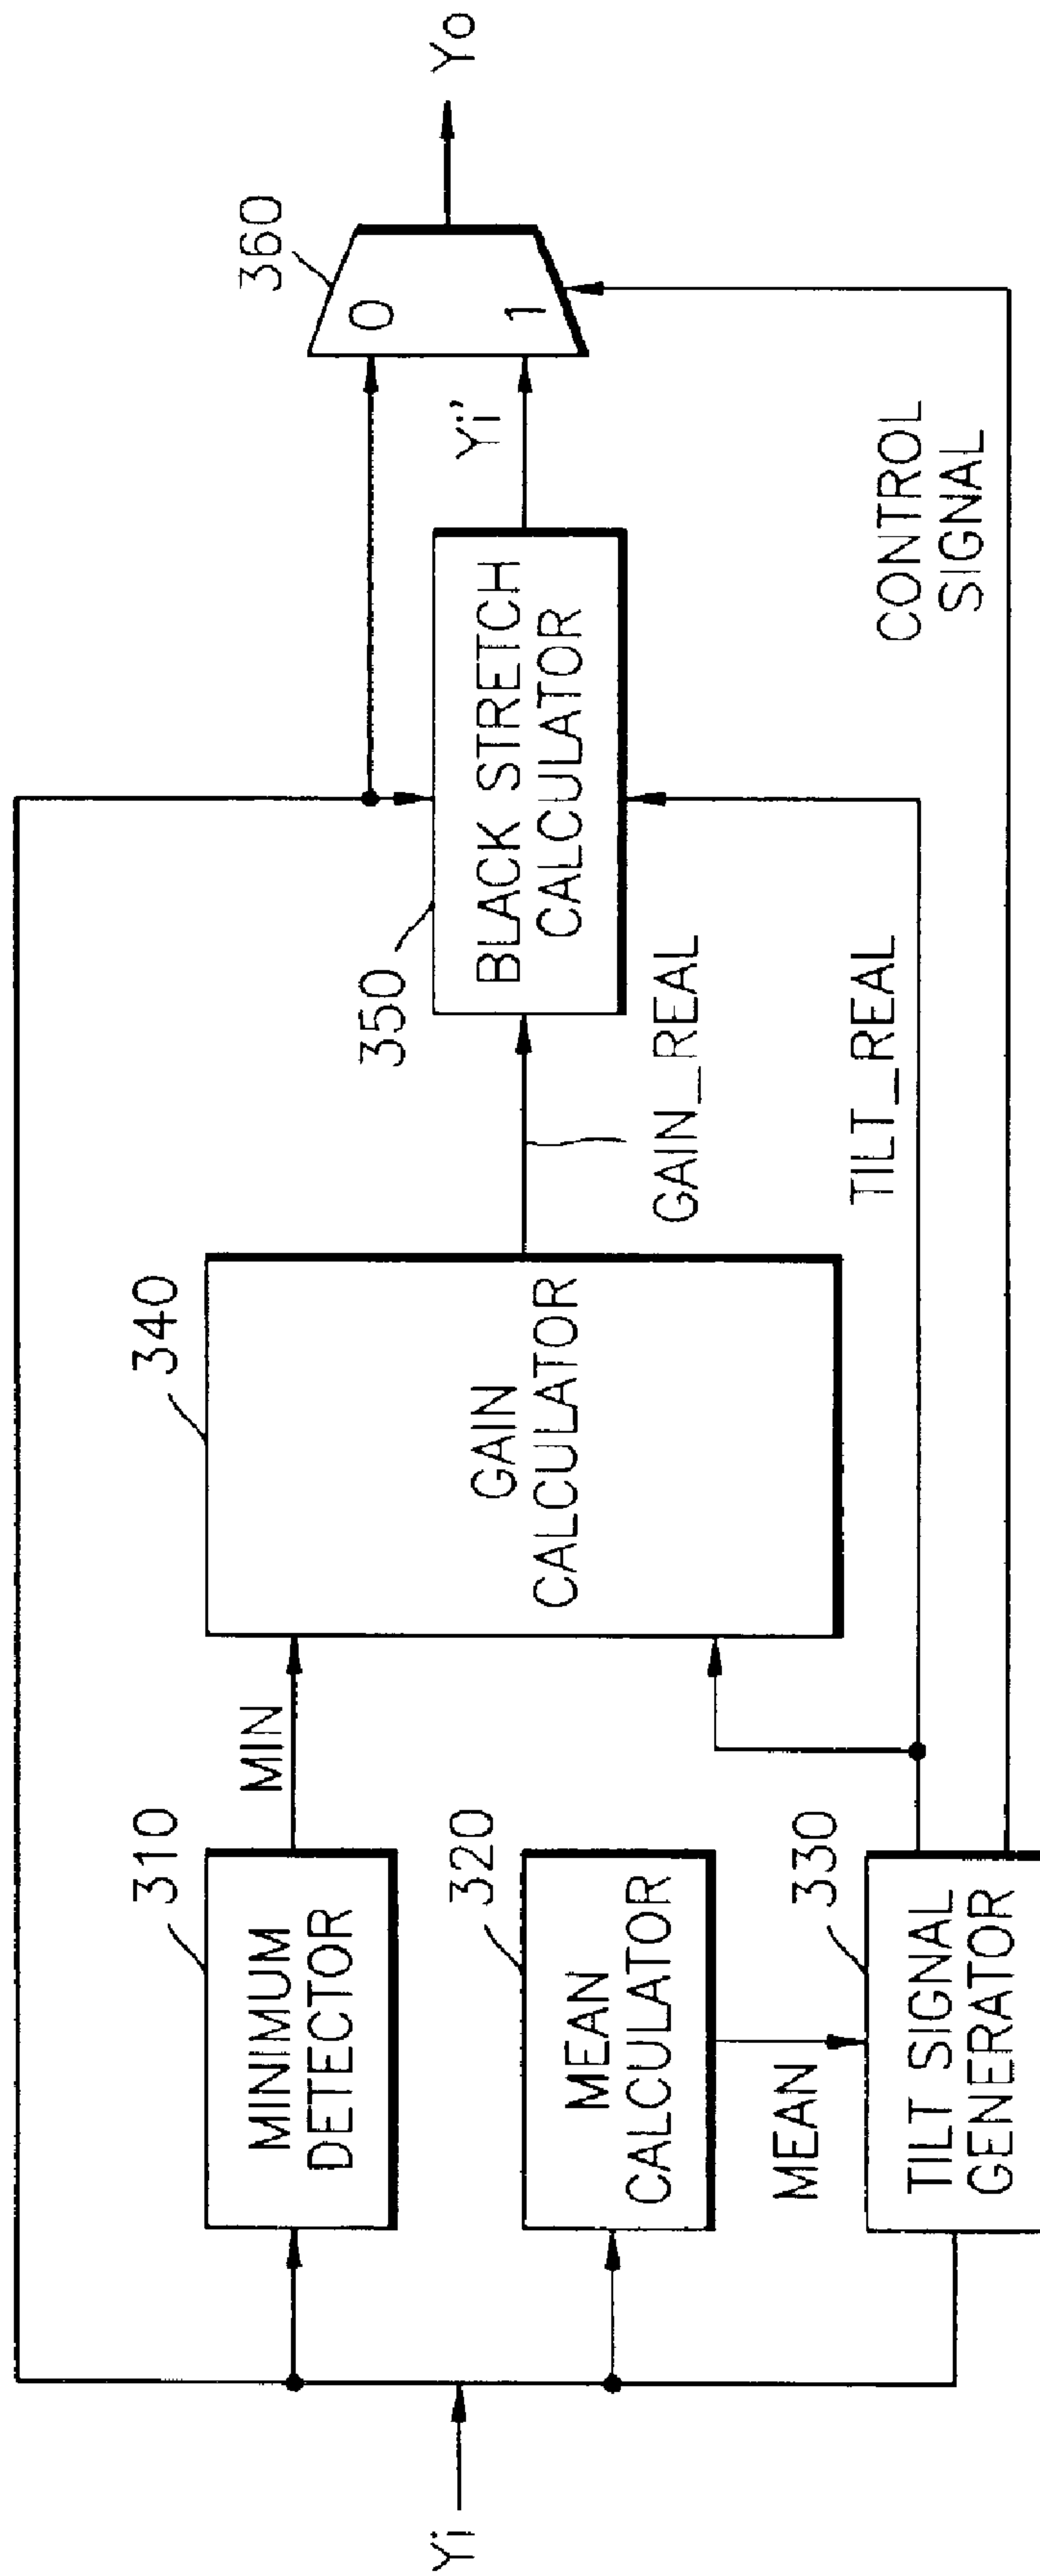 Yi
310
MINIMUM
DETECTOR
MIN
320
MEAN
CALCULATOR
MEAN
330
TILT SIGNAL
GENERATOR
340
GAIN
CALCULATOR
GAIN_REAL
TILT_REAL
350
BLACK STRETCH
CALCULATOR
Yi''
CONTROL
SIGNAL
360
0
1
Yo